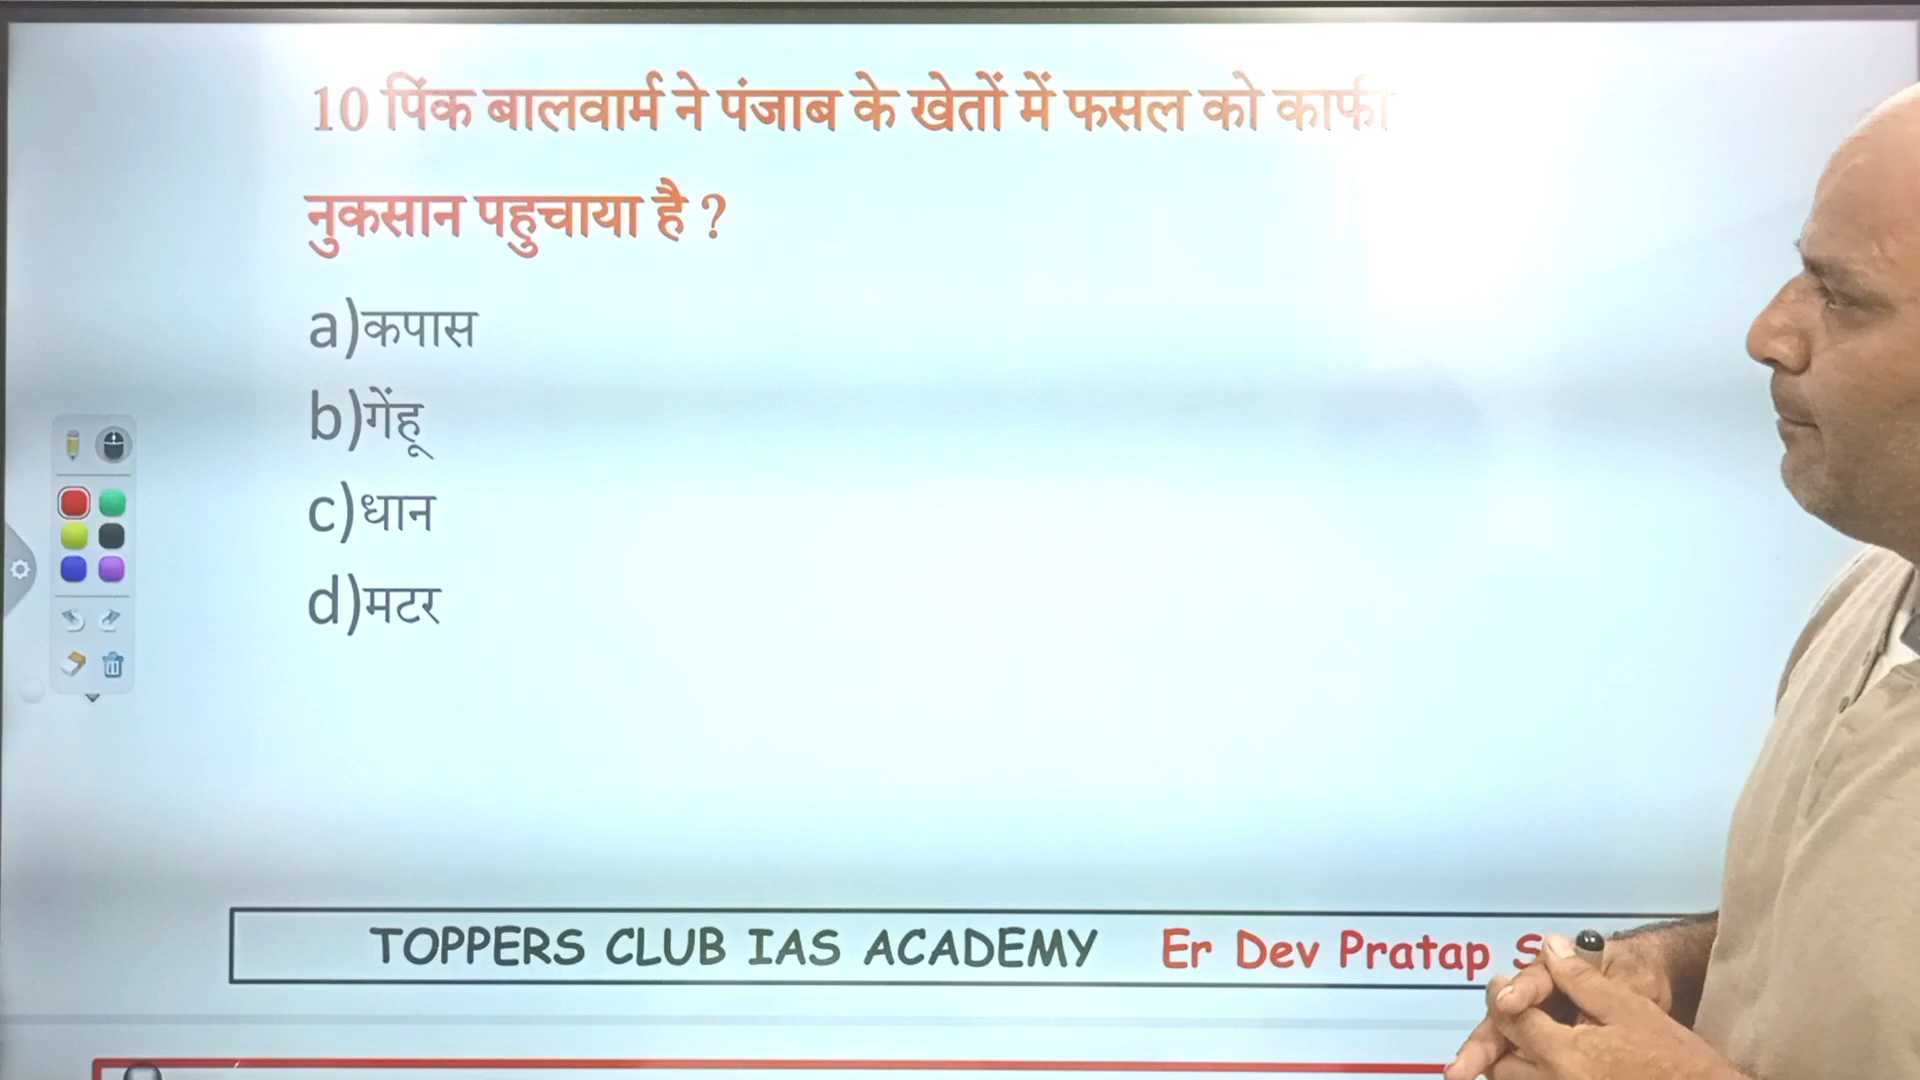 10 पिंक बालवार्म ने पंजाब के खेतों में फसल को काफी
नुकसान पहुचाया है ?
a)कपास
b)गेंहू
c)धान
d)मटर
TOPPERS CLUB IAS ACADEMY Er Dev Pratap